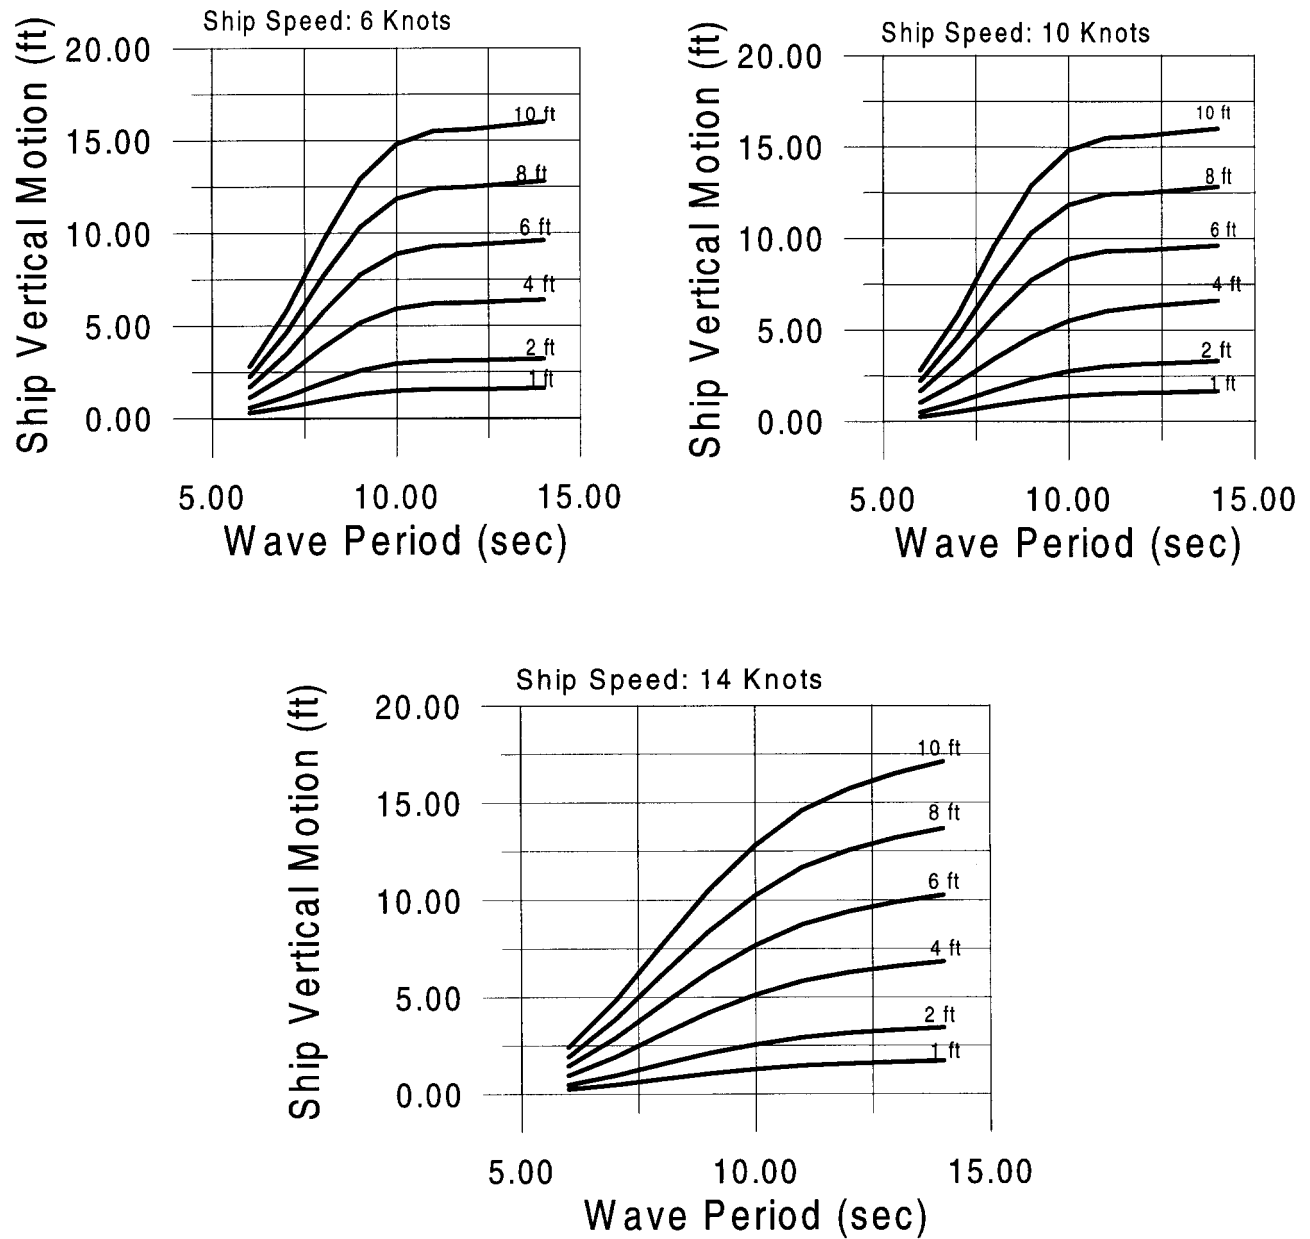 Ship Speed: 6 Knots
Ship Vertical Motion (ft)
20.00
15.00
10.00
5.00
0.00
10 ft
8 ft
6 ft
4 ft
2 ft
1 ft
5.00 10.00 15.00
Wave Period (sec)
Ship Speed: 10 Knots
Ship Vertical Motion (ft)
20.00
15.00
10.00
5.00
0.00
10 ft
8 ft
6 ft
4 ft
2 ft
1 ft
5.00 10.00 15.00
Wave Period (sec)
Ship Speed: 14 Knots
Ship Vertical Motion (ft)
20.00
15.00
10.00
5.00
0.00
10 ft
8 ft
6 ft
4 ft
2 ft
1 ft
5.00 10.00 15.00
Wave Period (sec)